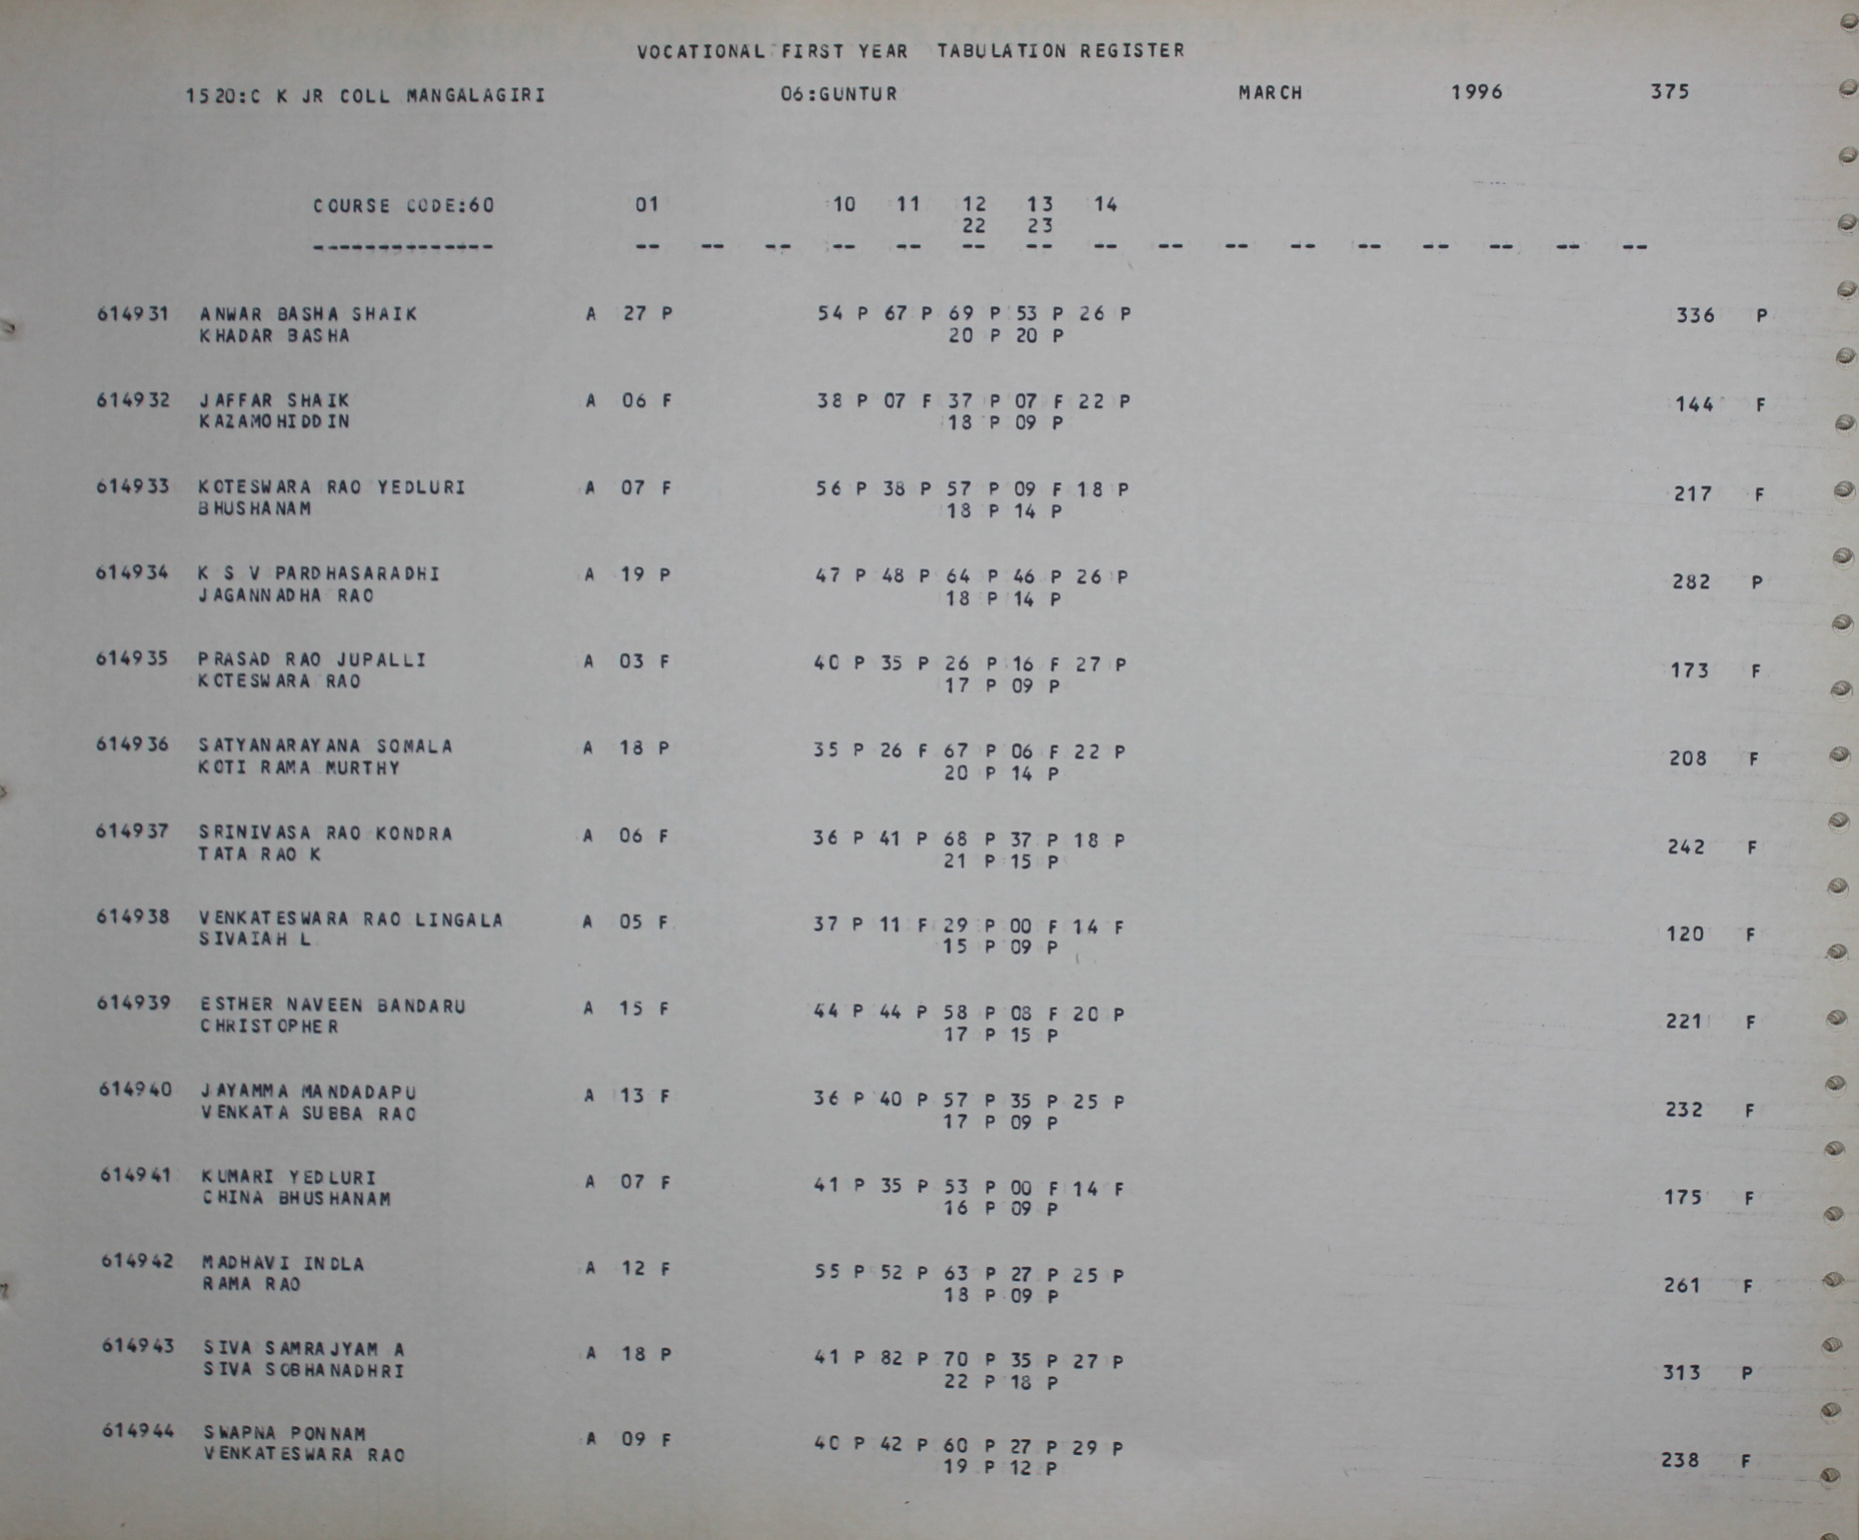 VOCATIONAL FIRST YEAR TABULATION REGISTER
1520:C K JR COLL MANGALAGIRI 06:GUNTUR MARCH 1996 375
COURSE CODE:60 01 10 11 12 13 14
22 23
-------------- -- -- -- -- -- -- -- -- -- -- -- -- -- -- -- --
614931 ANWAR BASHA SHAIK A 27 P 54 P 67 P 69 P 53 P 26 P 336 P
KHADAR BASHA 20 P 20 P
614932 JAFFAR SHAIK A 06 F 38 P 07 F 37 P 07 F 22 P 144 F
KAZAMOHIDDIN 18 P 09 P
614933 KOTESWARA RAO YEDLURI A 07 F 56 P 38 P 57 P 09 F 18 P 217 F
BHUSHANAM 18 P 14 P
614934 K S V PARDHASARADHI A 19 P 47 P 48 P 64 P 46 P 26 P 282 P
JAGANNADHA RAO 18 P 14 P
614935 PRASAD RAO JUPALLI A 03 F 40 P 35 P 26 P 16 F 27 P 173 F
KOTESWARA RAO 17 P 09 P
614936 SATYANARAYANA SOMALA A 18 P 35 P 26 F 67 P 06 F 22 P 208 F
KOTI RAMA MURTHY 20 P 14 P
614937 SRINIVASA RAO KONDRA A 06 F 36 P 41 P 68 P 37 P 18 P 242 F
TATA RAO K 21 P 15 P
614938 VENKATESWARA RAO LINGALA A 05 F 37 P 11 F 29 P 00 F 14 F 120 F
SIVAIAH L 15 P 09 P
614939 ESTHER NAVEEN BANDARU A 15 F 44 P 44 P 58 P 08 F 20 P 221 F
CHRISTOPHER 17 P 15 P
614940 JAYAMMA MANDADAPU A 13 F 36 P 40 P 57 P 35 P 25 P 232 F
VENKATA SUBBA RAO 17 P 09 P
614941 KUMARI YEDLURI A 07 F 41 P 35 P 53 P 00 F 14 F 175 F
CHINA BHUSHANAM 16 P 09 P
614942 MADHAVI INDLA A 12 F 55 P 52 P 63 P 27 P 25 P 261 F
RAMA RAO 18 P 09 P
614943 SIVA SAMRAJYAM A A 18 P 41 P 82 P 70 P 35 P 27 P 313 P
SIVA SOBHANADHRI 22 P 18 P
614944 SWAPNA PONNAM A 09 F 40 P 42 P 60 P 27 P 29 P 238 F
VENKATESWARA RAO 19 P 12 P